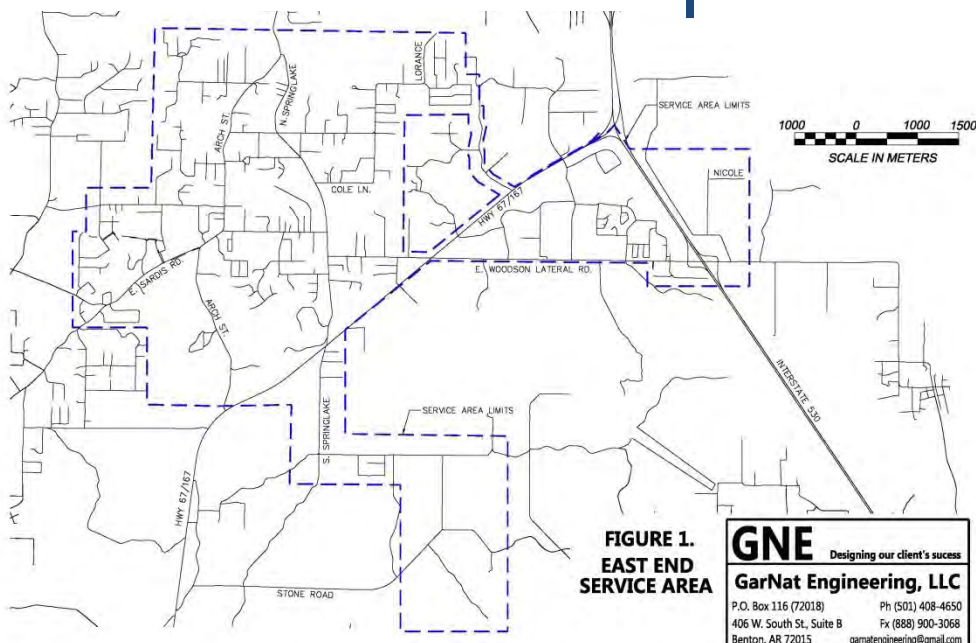 LORANCE
N. SPRINGLAKE
ARCH ST.
SERVICE AREA LIMITS
1000 0 1000 1500
SCALE IN METERS
COLE LN.
NICOLE
HWY 67/167
E. WOODSON LATERAL RD.
E. SARDIS RD.
ARCH ST.
INTERSTATE 530
SERVICE AREA LIMITS
S. SPRINGLAKE
HWY 67/167
STONE ROAD
FIGURE 1.
EAST END
SERVICE AREA
GNE Designing our client's sucess
GarNat Engineering, LLC
P.O. Box 116 (72018) Ph (501) 408-4650
406 W. South St., Suite B Fx (888) 900-3068
Benton, AR 72015 garnatengineering@gmail.com